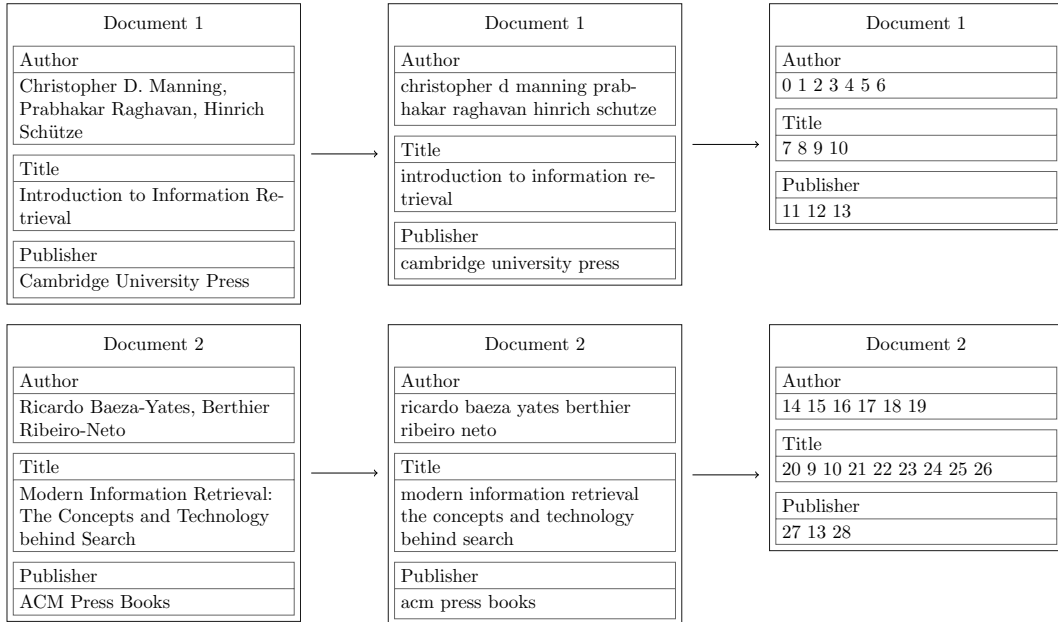 Document 1
Author
Christopher D. Manning,
Prabhakar Raghavan, Hinrich
Schütze
Title
Introduction to Information Re-
trieval
Publisher
Cambridge University Press
Document 1
Author
christopher d manning prab-
hakar raghavan hinrich schutze
Title
introduction to information re-
trieval
Publisher
cambridge university press
Document 1
Author
0 1 2 3 4 5 6
Title
7 8 9 10
Publisher
11 12 13
Document 2
Author
Ricardo Baeza-Yates, Berthier
Ribeiro-Neto
Title
Modern Information Retrieval:
The Concepts and Technology
behind Search
Publisher
ACM Press Books
Document 2
Author
ricardo baeza yates berthier
ribeiro neto
Title
modern information retrieval
the concepts and technology
behind search
Publisher
acm press books
Document 2
Author
14 15 16 17 18 19
Title
20 9 10 21 22 23 24 25 26
Publisher
27 13 28